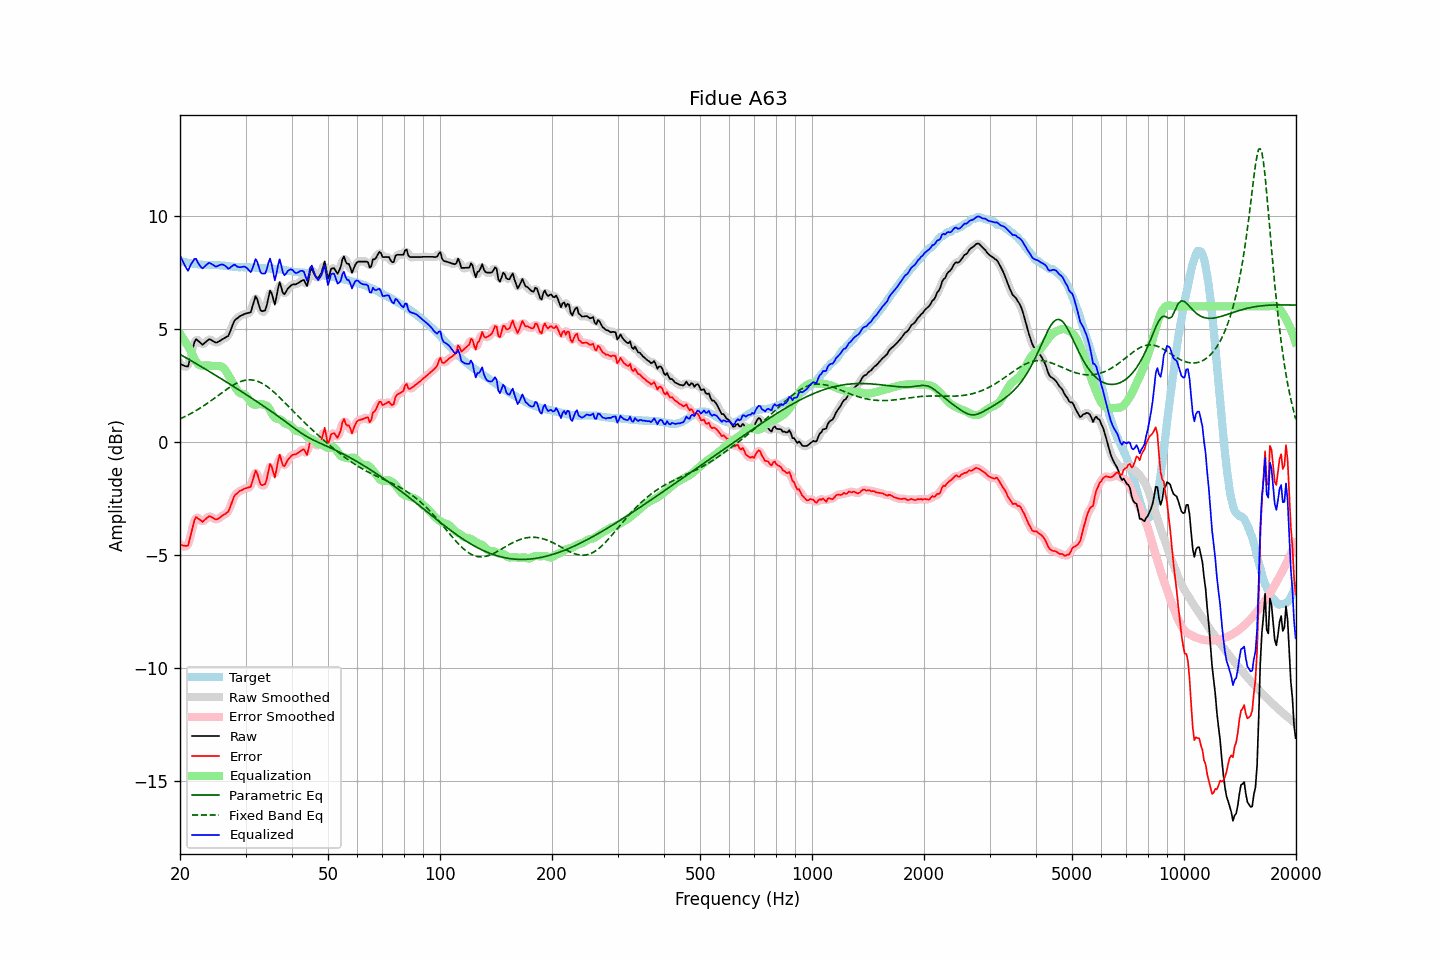 Fidue A63
Amplitude (dBr)
10
5
0
−5
−10
−15
Target
Raw Smoothed
Error Smoothed
Raw
Error
Equalization
Parametric Eq
Fixed Band Eq
Equalized
20 50 100 200 500 1000 2000 5000 10000 20000
Frequency (Hz)